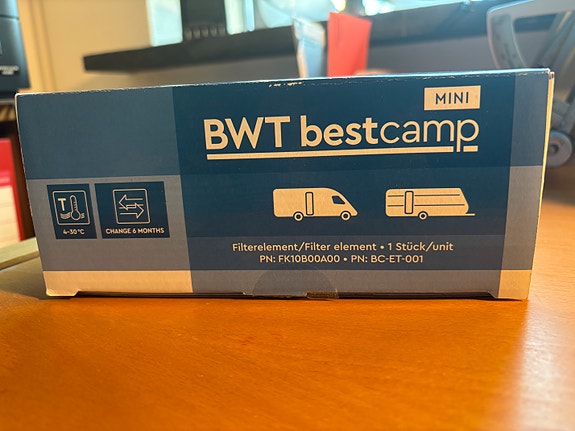 MINI
BWT bestcamp
T
4-30°C
CHANGE 6 MONTHS
Filterelement/Filter element • 1 Stück/unit
PN: FK10B00A00 • PN: BC-ET-001